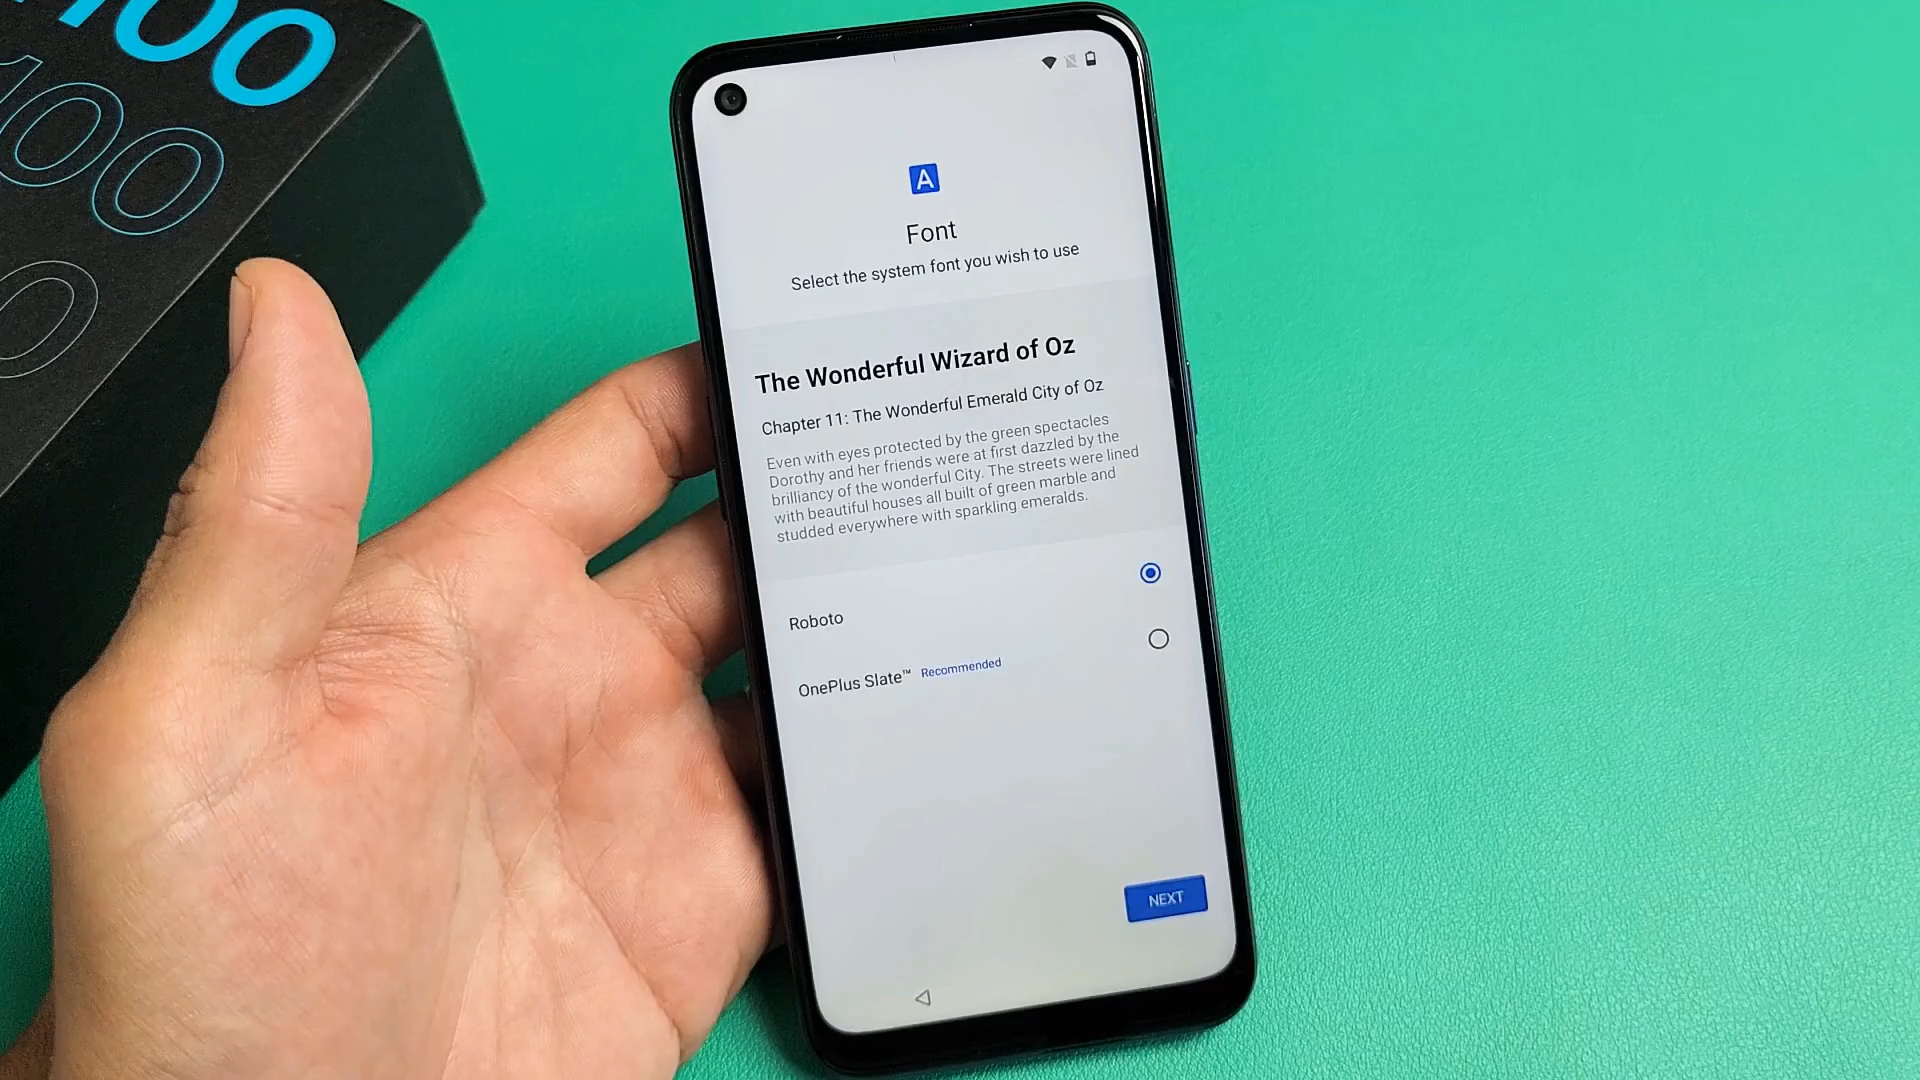 100
100
0
A
Font
Select the system font you wish to use
The Wonderful Wizard of Oz
Chapter 11: The Wonderful Emerald City of Oz
Even with eyes protected by the green spectacles
Dorothy and her friends were at first dazzled by the
brilliancy of the wonderful City. The streets were lined
with beautiful houses all built of green marble and
studded everywhere with sparkling emeralds.
Roboto
OnePlus Slate™ Recommended
NEXT